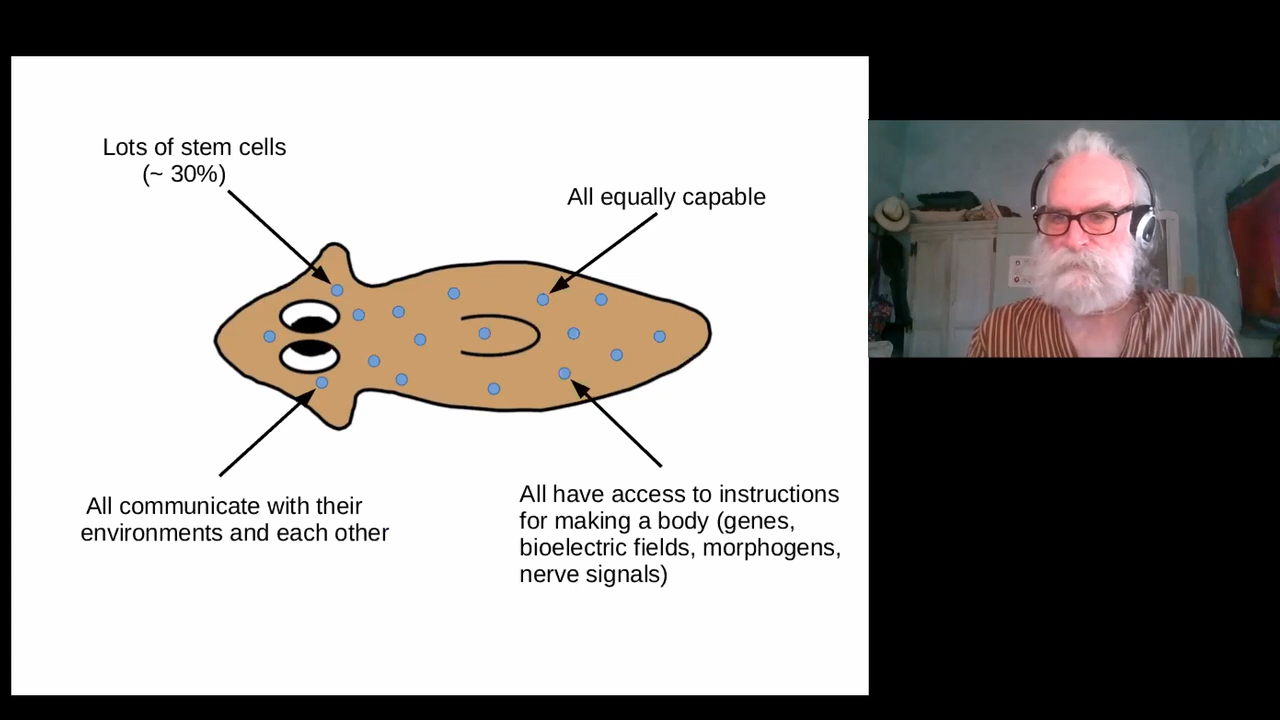 Lots of stem cells
(~ 30%)
All equally capable
All communicate with their
environments and each other
All have access to instructions
for making a body (genes,
bioelectric fields, morphogens,
nerve signals)